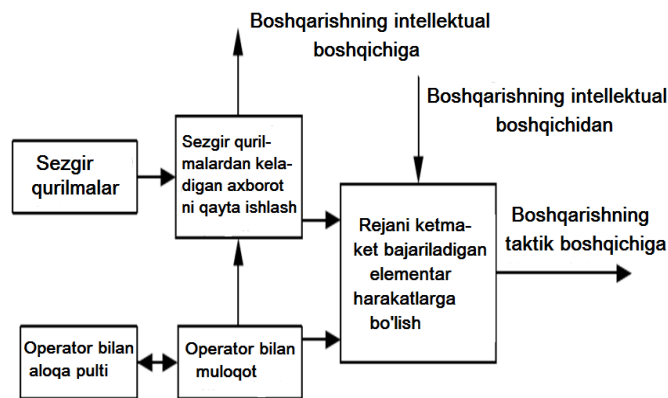 Boshqarishning intellektual
boshqichiga
Boshqarishning intellektual
boshqichidan
Sezgir
qurilmalar
Sezgir quril-
malardan kela-
digan axborot
ni qayta ishlash
Rejani ketma-
ket bajariladigan
elementar
harakatlarga
bo'lish
Boshqarishning
taktik boshqichiga
Operator bilan
aloqa pulti
Operator bilan
muloqot